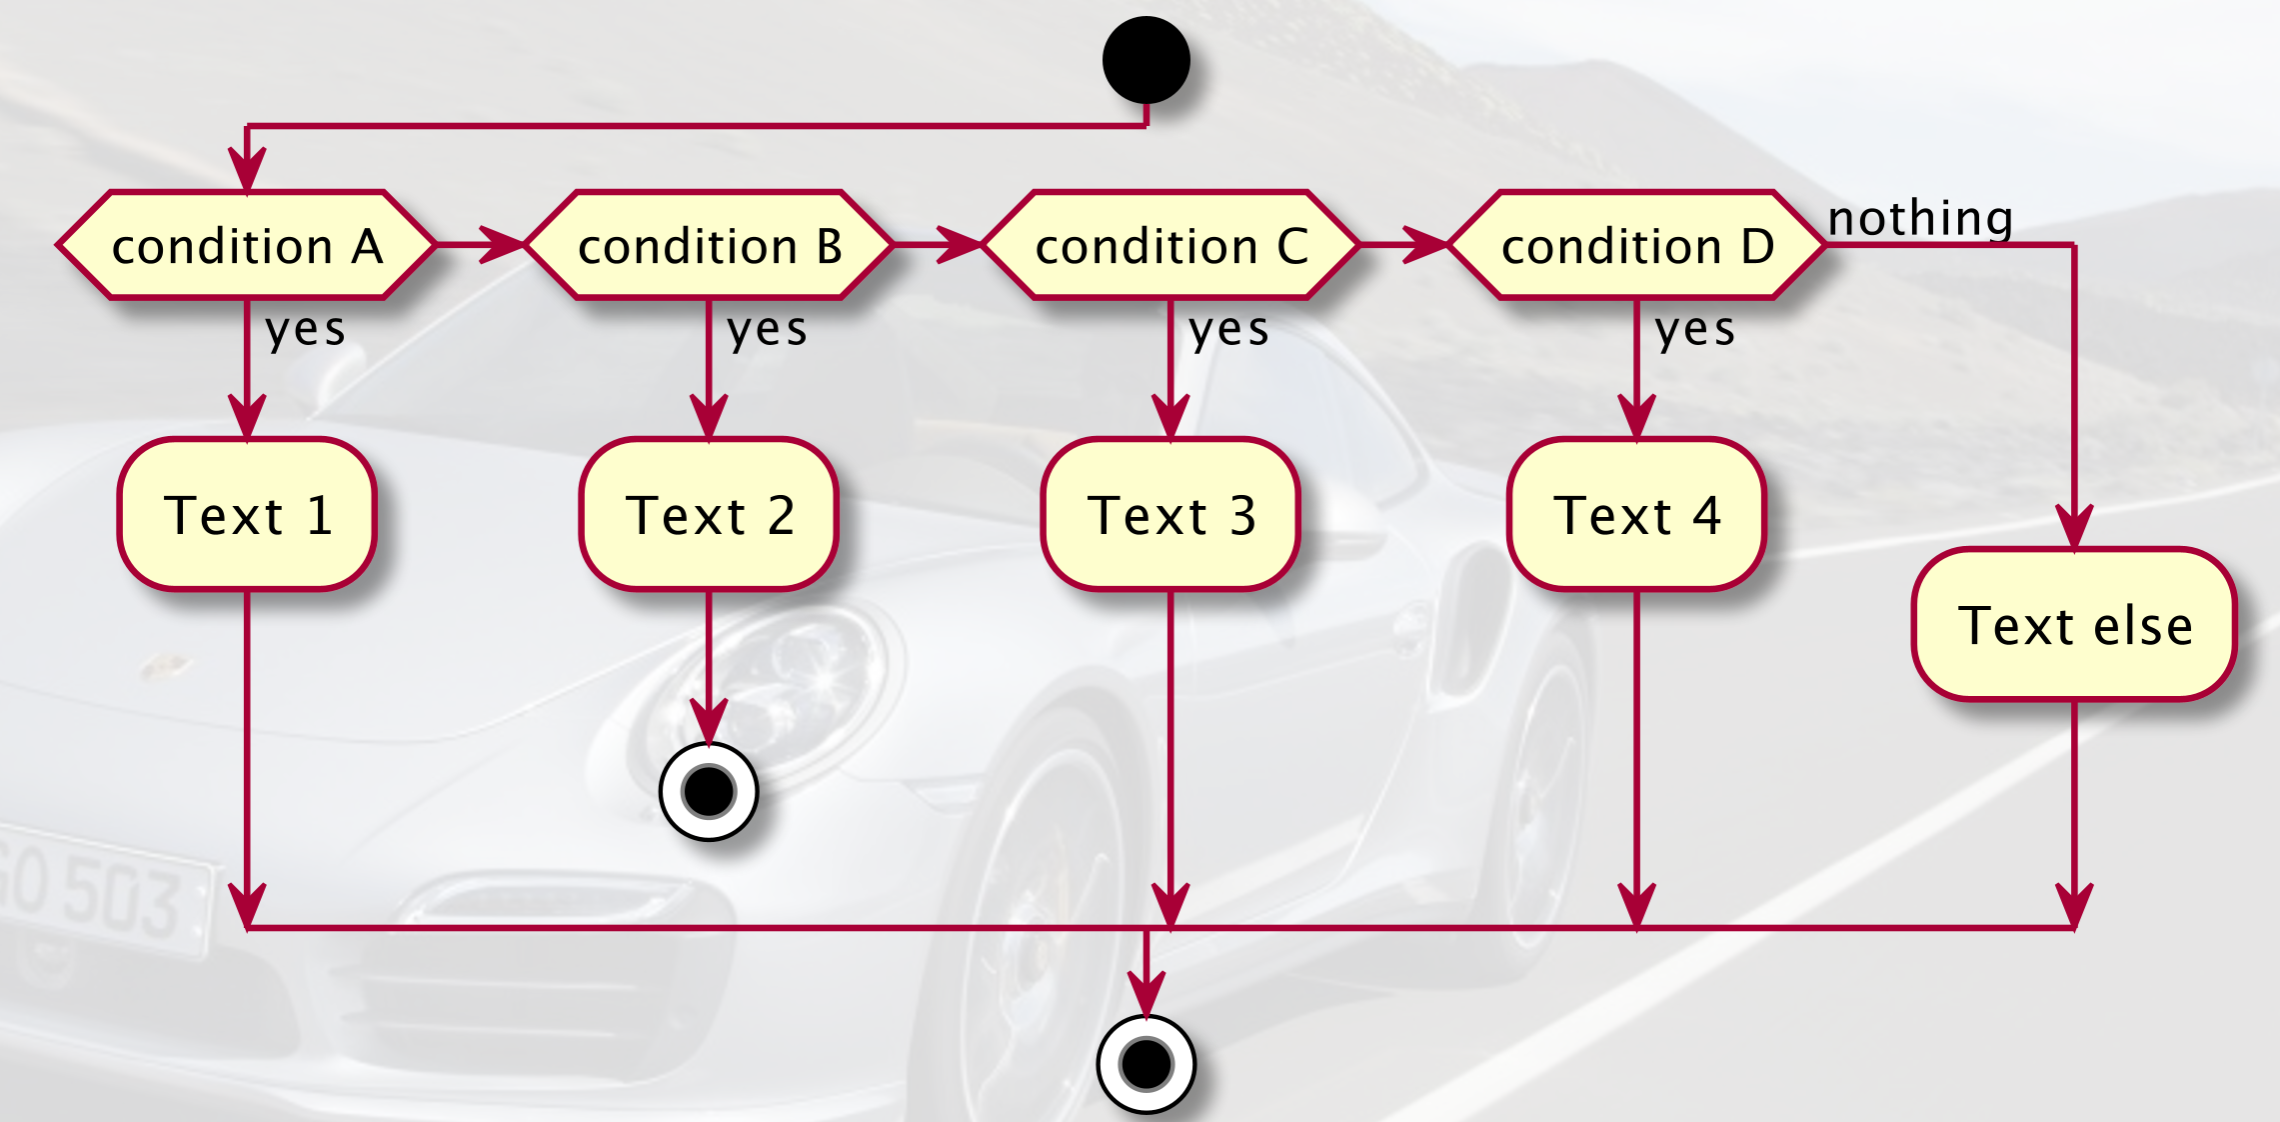 condition A
condition B
condition C
condition D
nothing
yes
yes
yes
yes
Text 1
Text 2
Text 3
Text 4
Text else
GO 503